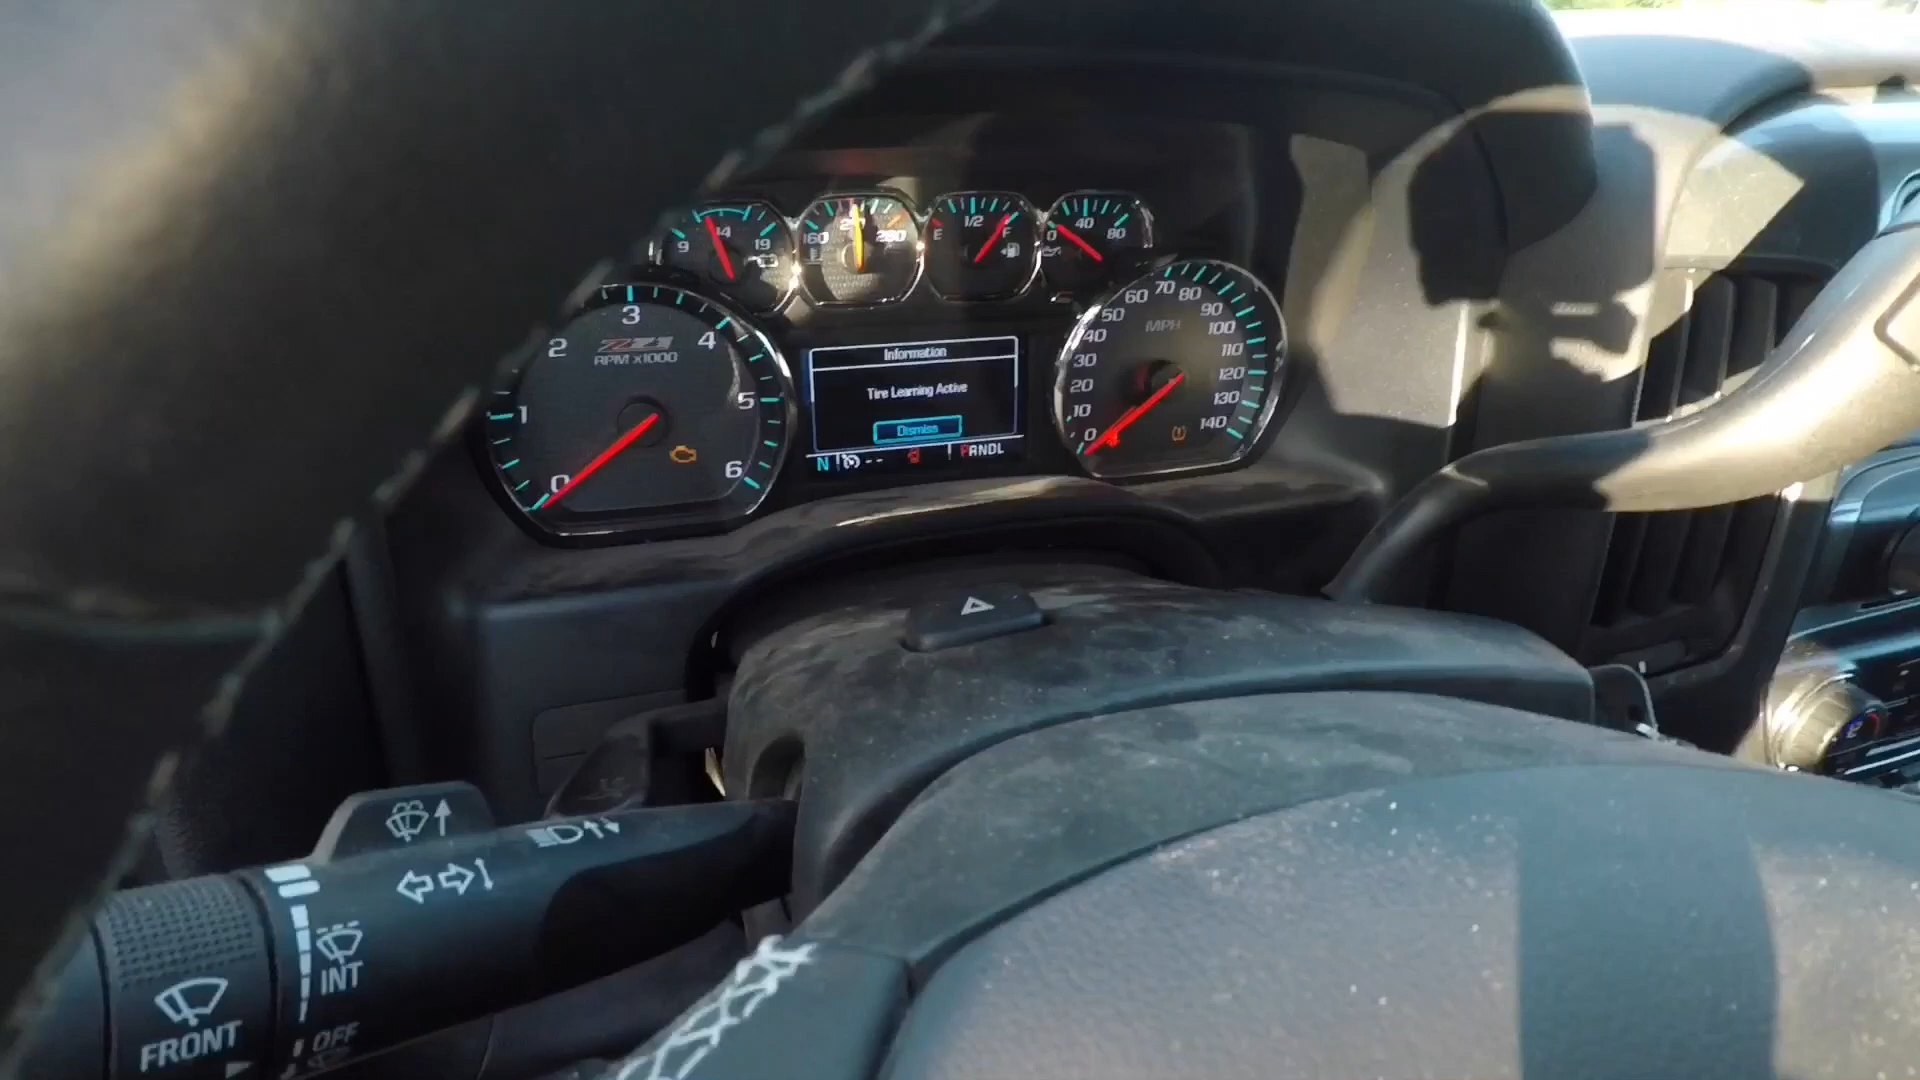 9 14 19
160 260
E 1/2 F
0 40 80
0 1 2 3 4 5 6
Z71
RPM x1000
Information
Tire Learning Active
Dismiss
N -- PRNDL
0 10 20 30 40 50 60 70 80 90 100 110 120 130 140
MPH
INT
OFF
FRONT